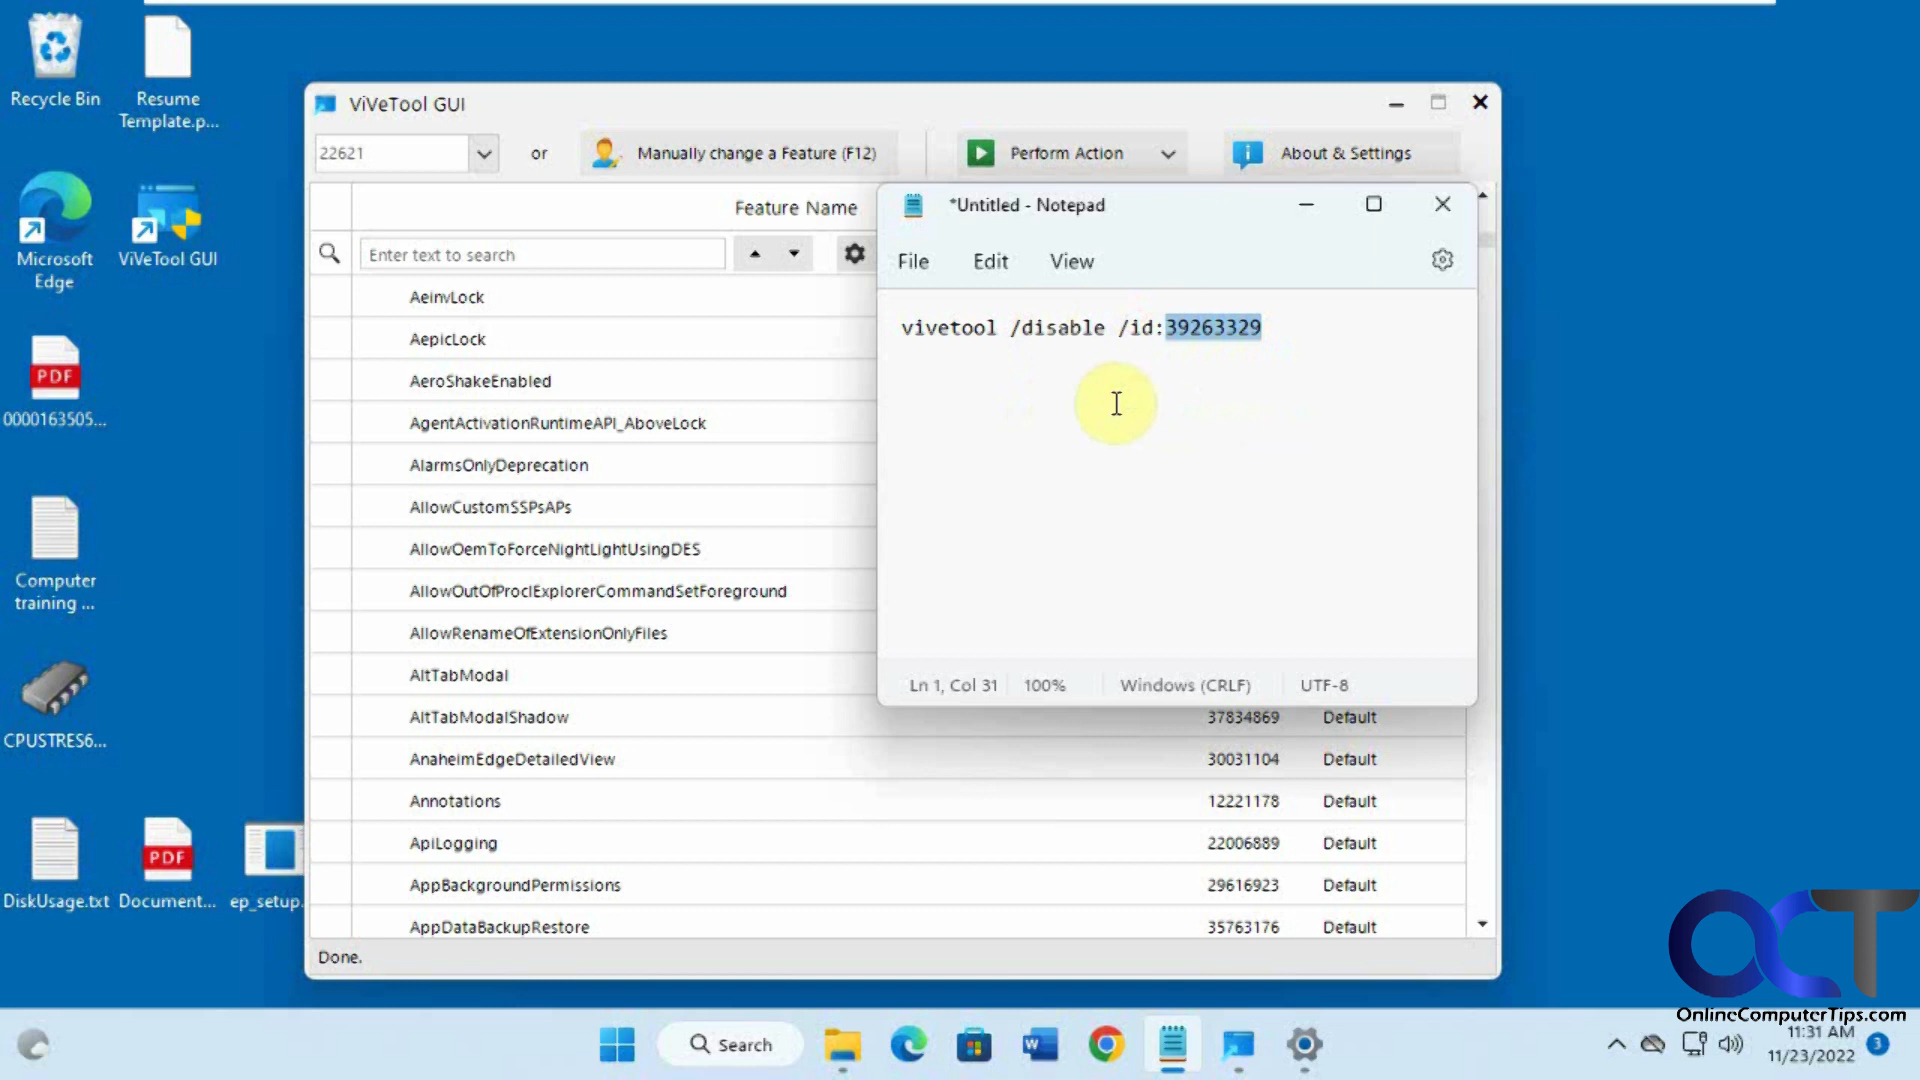 Recycle Bin
Resume
Template.p...
Microsoft
Edge
ViVeTool GUI
PDF
0000163505...
Computer
training ...
CPUSTRES6...
DiskUsage.txt
PDF
Document...
ep_setup.
ViVeTool GUI
22621
or
Manually change a Feature (F12)
Perform Action
About & Settings
Feature Name
Enter text to search
AeinvLock
AepicLock
AeroShakeEnabled
AgentActivationRuntimeAPI_AboveLock
AlarmsOnlyDeprecation
AllowCustomSSPsAPs
AllowOemToForceNightLightUsingDES
AllowOutOfProcIExplorerCommandSetForeground
AllowRenameOfExtensionOnlyFiles
AltTabModal
AltTabModalShadow 37834869 Default
AnaheimEdgeDetailedView 30031104 Default
Annotations 12221178 Default
ApiLogging 22006889 Default
AppBackgroundPermissions 29616923 Default
AppDataBackupRestore 35763176 Default
Done.
*Untitled - Notepad
File Edit View
vivetool /disable /id:39263329
Ln 1, Col 31 100% Windows (CRLF) UTF-8
OCT
OnlineComputerTips.com
Search
W
11:31 AM
11/23/2022
3